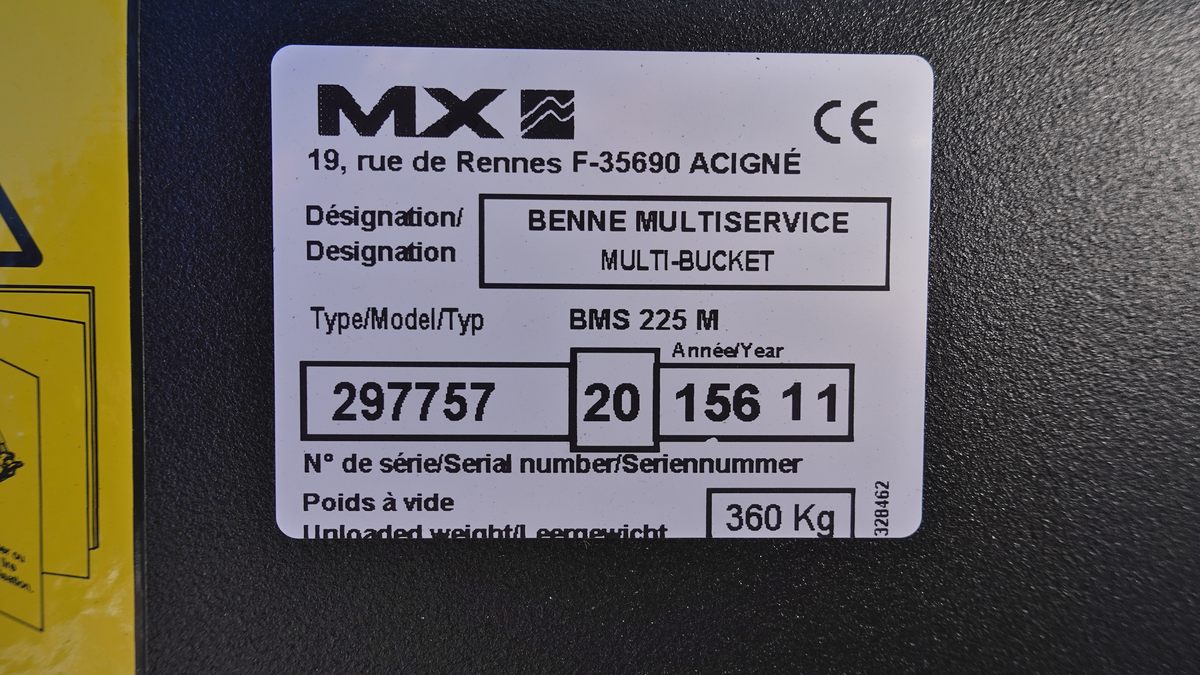 MX
CE
19, rue de Rennes F-35690 ACIGNÉ
Désignation/
Designation
BENNE MULTISERVICE
MULTI-BUCKET
Type/Model/Typ BMS 225 M
Année/Year
297757 20 156 11
N° de série/Serial number/Seriennummer
Poids à vide
Unloaded weight/Leergewicht
360 Kg
328462